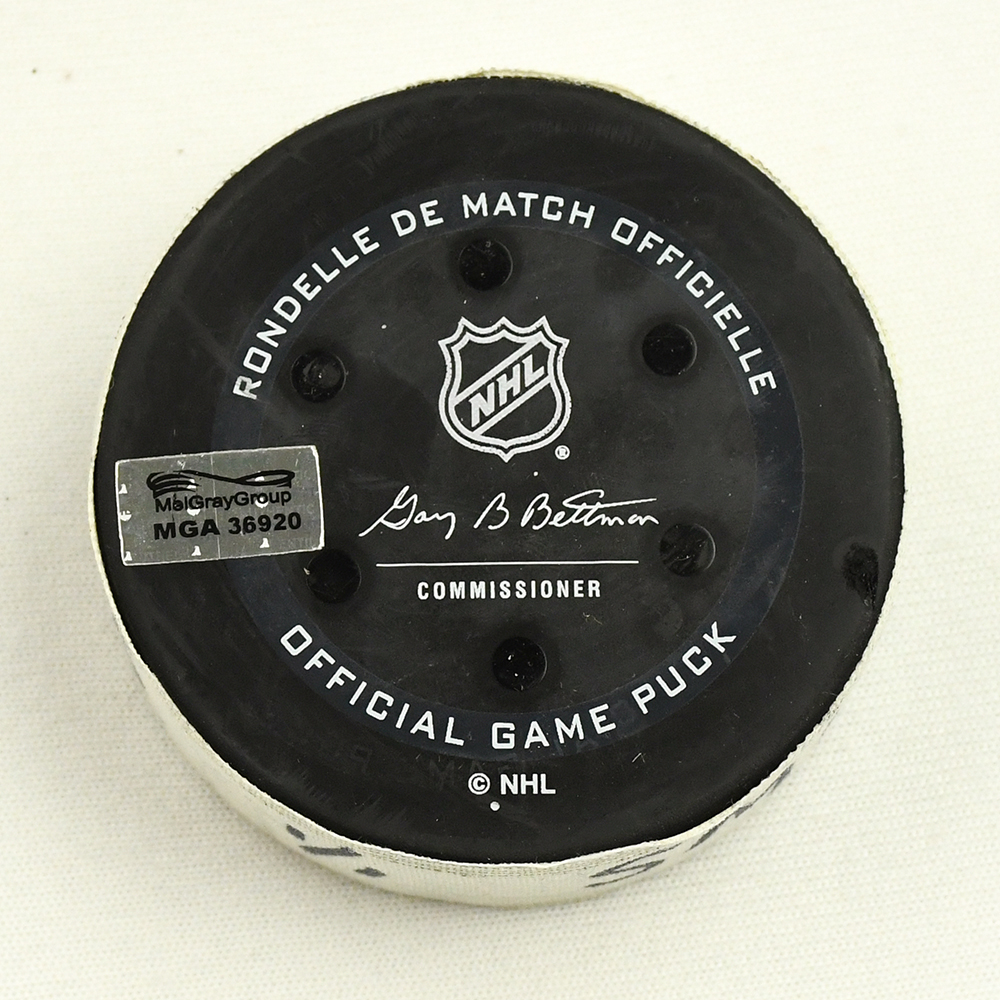 RONDELLE DE MATCH OFFICIELLE
NHL
MeiGrayGroup
MGA 36920
Gary B Bettman
COMMISSIONER
OFFICIAL GAME PUCK
© NHL